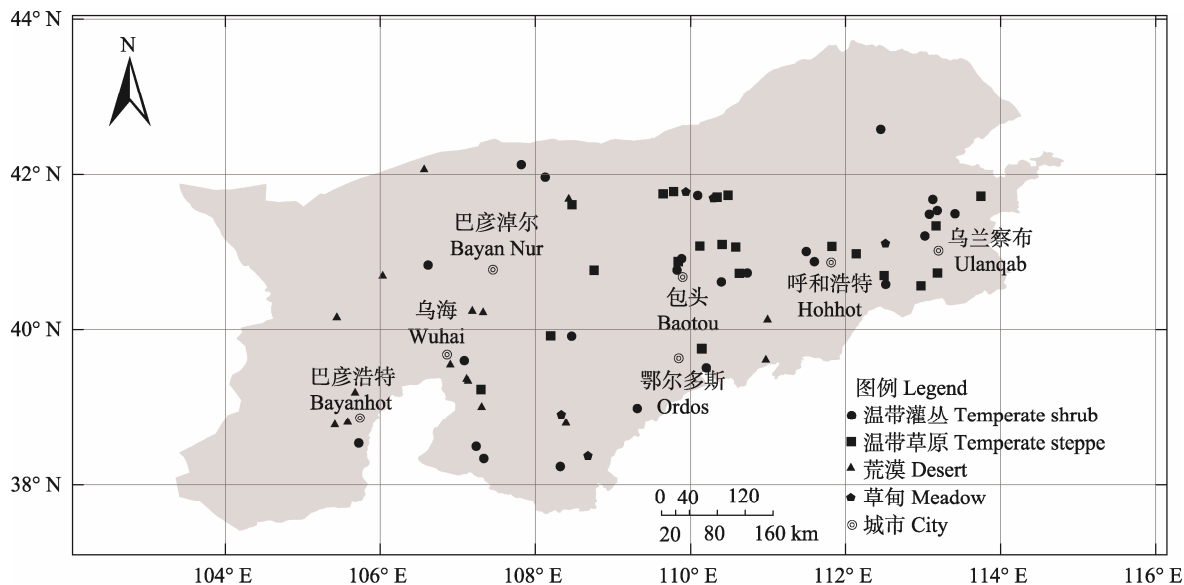 44° N
N
42° N
巴彦淖尔
Bayan Nur
乌兰察布
Ulanqab
呼和浩特
Hohhot
包头
Baotou
乌海
Wuhai
40° N
巴彦浩特
Bayanhot
鄂尔多斯
Ordos
图例 Legend
温带灌丛 Temperate shrub
温带草原 Temperate steppe
荒漠 Desert
草甸 Meadow
城市 City
38° N
0 40 120
20 80 160 km
104° E 106° E 108° E 110° E 112° E 114° E 116° E